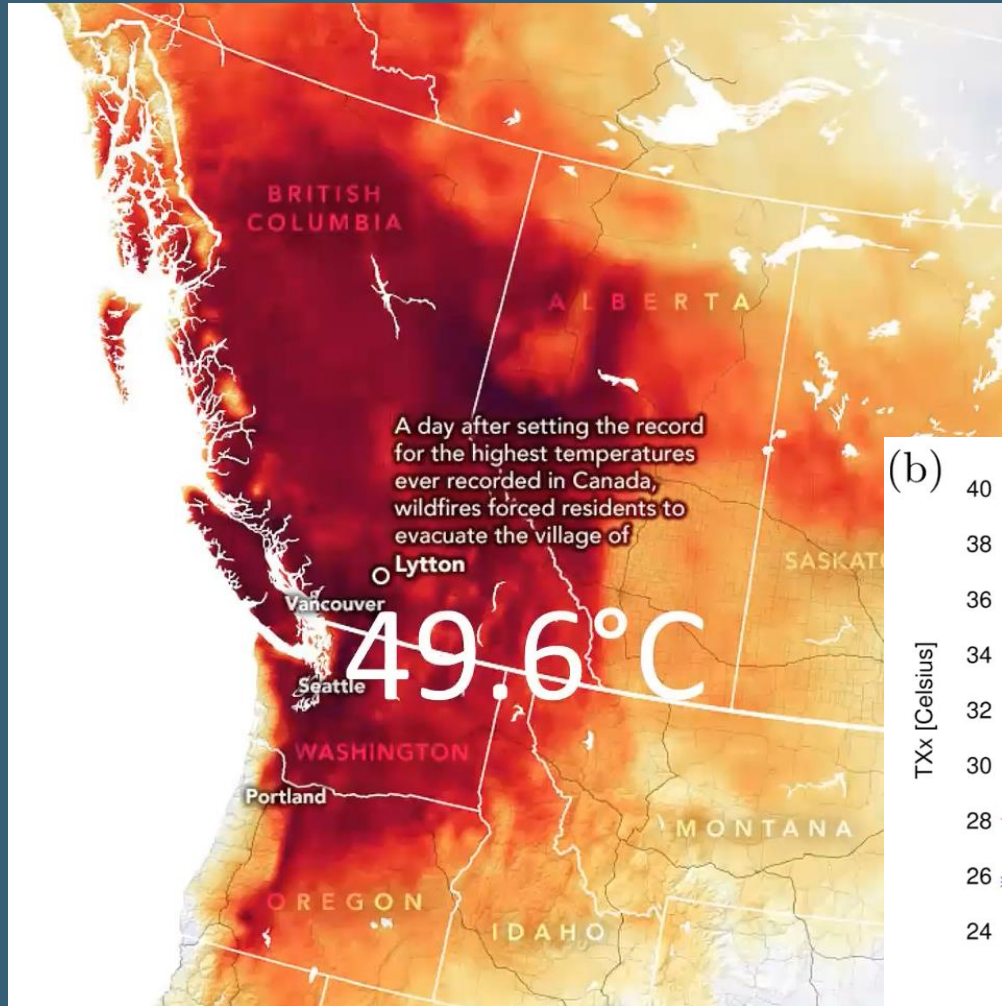 BRITISH
COLUMBIA
ALBERTA
A day after setting the record
for the highest temperatures
ever recorded in Canada,
wildfires forced residents to
evacuate the village of
Lytton
SASKAT
Vancouver
49.6°C
Seattle
WASHINGTON
Portland
MONTANA
OREGON
IDAHO
(b)
TXx [Celsius]
40
38
36
34
32
30
28
26
24